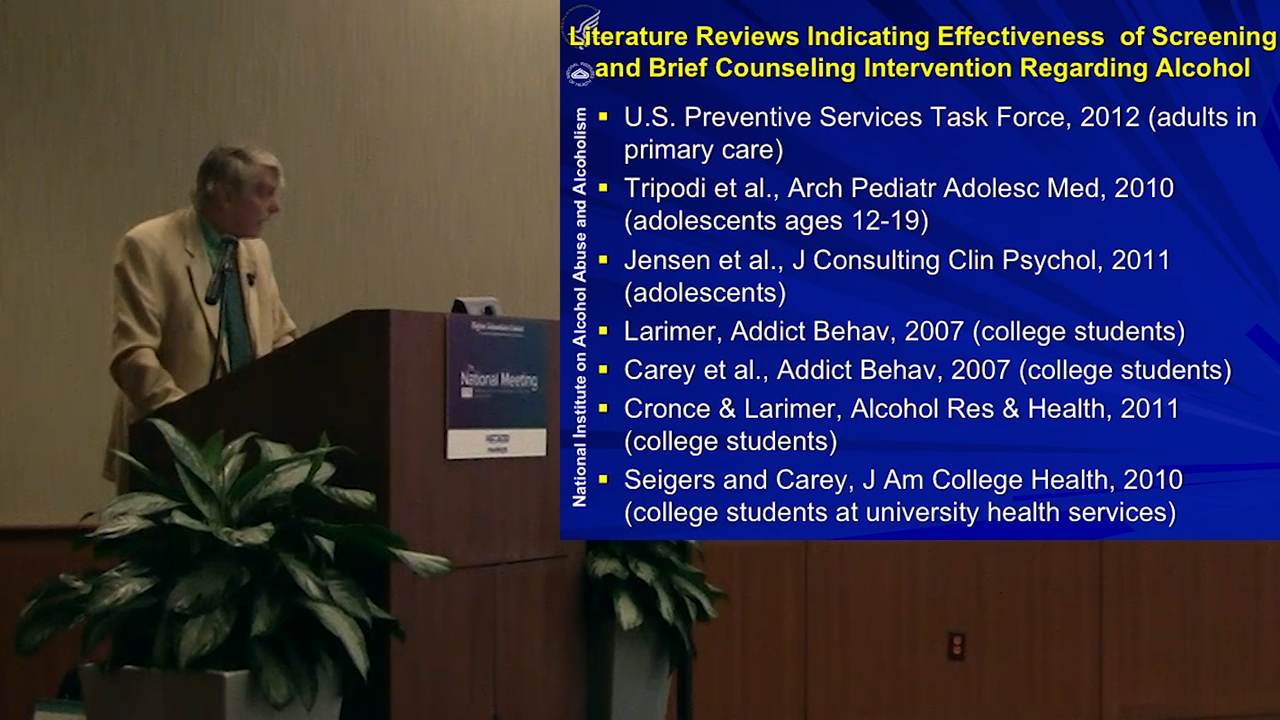 Literature Reviews Indicating Effectiveness of Screening
and Brief Counseling Intervention Regarding Alcohol
National Institute on Alcohol Abuse and Alcoholism
▪ U.S. Preventive Services Task Force, 2012 (adults in
primary care)
▪ Tripodi et al., Arch Pediatr Adolesc Med, 2010
(adolescents ages 12-19)
▪ Jensen et al., J Consulting Clin Psychol, 2011
(adolescents)
▪ Larimer, Addict Behav, 2007 (college students)
▪ Carey et al., Addict Behav, 2007 (college students)
▪ Cronce & Larimer, Alcohol Res & Health, 2011
(college students)
▪ Seigers and Carey, J Am College Health, 2010
(college students at university health services)
National Meeting